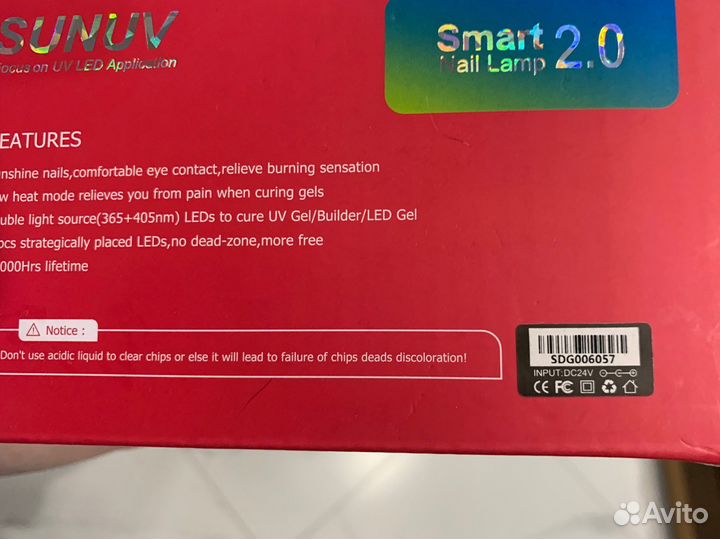 SUNUV
ocus on UV LED Application
Smart
Nail Lamp 2.0
EATURES
nshine nails,comfortable eye contact,relieve burning sensation
w heat mode relieves you from pain when curing gels
uble light source(365+405nm) LEDs to cure UV Gel/Builder/LED Gel
pcs strategically placed LEDs,no dead-zone,more free
000Hrs lifetime
Notice :
Don't use acidic liquid to clear chips or else it will lead to failure of chips deads discoloration!
SDG006057
INPUT:DC24V
CE FC
Avito